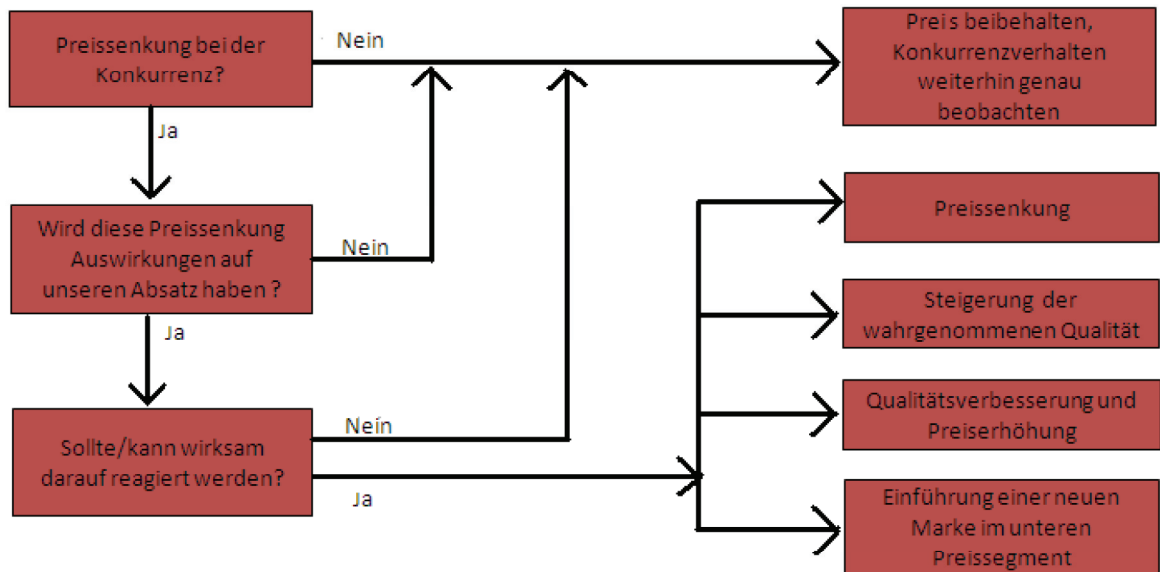 Preissenkung bei der
Konkurrenz?
Nein
Preis beibehalten,
Konkurrenzverhalten
weiterhin genau
beobachten
Ja
Wird diese Preissenkung
Auswirkungen auf
unseren Absatz haben ?
Nein
Preissenkung
Ja
Steigerung der
wahrgenommenen Qualität
Sollte/kann wirksam
darauf reagiert werden?
Nein
Ja
Qualitätsverbesserung und
Preiserhöhung
Einführung einer neuen
Marke im unteren
Preissegment